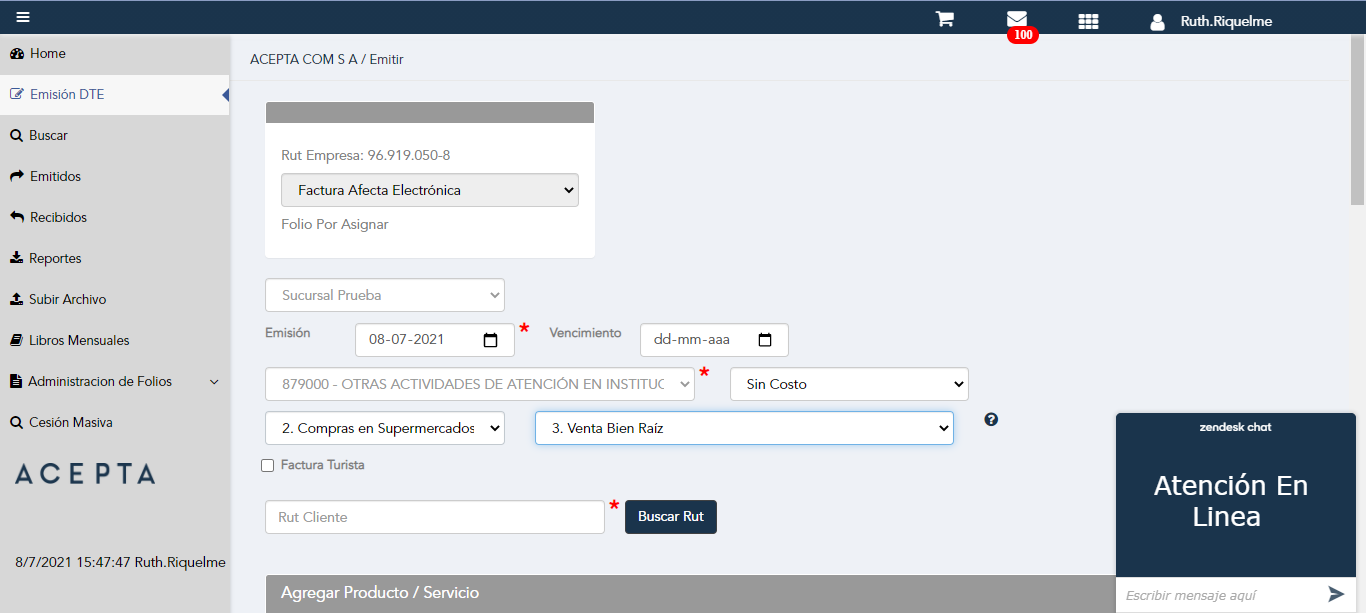 100
Ruth.Riquelme
Home
Emisión DTE
Buscar
Emitidos
Recibidos
Reportes
Subir Archivo
Libros Mensuales
Administracion de Folios
Cesión Masiva
ACEPTA
8/7/2021 15:47:47 Ruth.Riquelme
ACEPTA COM S A / Emitir
Rut Empresa: 96.919.050-8
Factura Afecta Electrónica
Folio Por Asignar
Sucursal Prueba
Emisión 08-07-2021 * Vencimiento dd-mm-aaa
879000 - OTRAS ACTIVIDADES DE ATENCIÓN EN INSTITUC * Sin Costo
2. Compras en Supermercados 3. Venta Bien Raíz ?
Factura Turista
Rut Cliente * Buscar Rut
Agregar Producto / Servicio
zendesk chat
Atención En
Linea
Escribir mensaje aquí